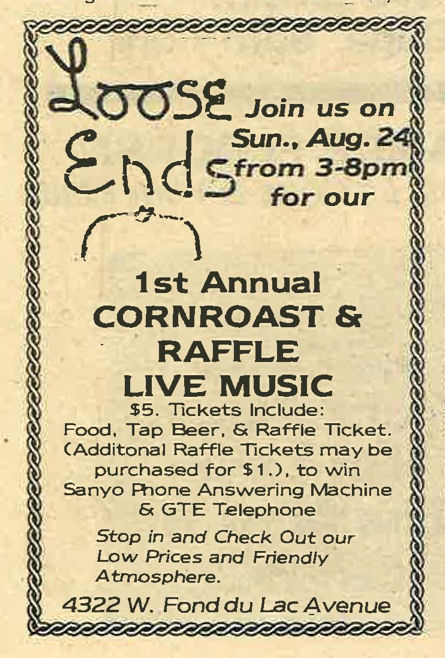 Loose
Ends
Join us on
Sun., Aug. 24
from 3-8pm
for our
1st Annual
CORNROAST &
RAFFLE
LIVE MUSIC
$5. Tickets Include:
Food, Tap Beer, & Raffle Ticket.
(Additonal Raffle Tickets may be
purchased for $1.), to win
Sanyo Phone Answering Machine
& GTE Telephone
Stop in and Check Out our
Low Prices and Friendly
Atmosphere.
4322 W. Fond du Lac Avenue